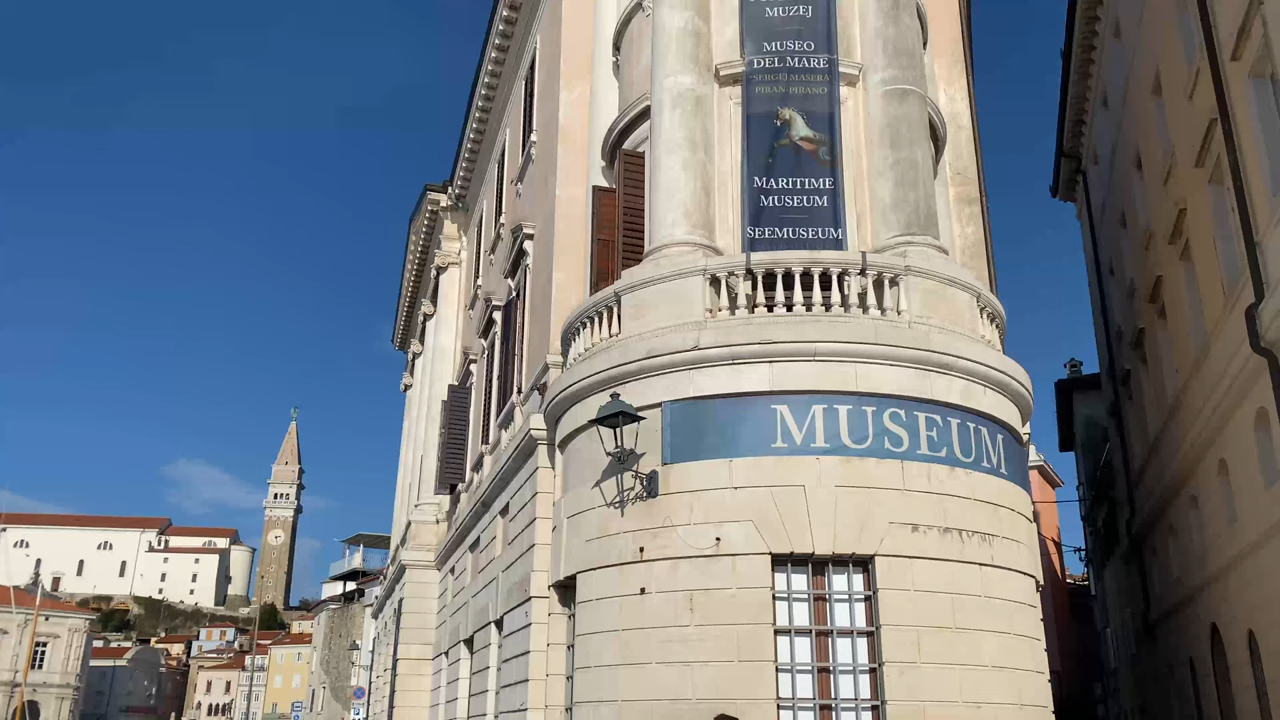 MUZEJ
MUSEO
DEL MARE
"SERGEJ MAŠERA"
PIRAN-PIRANO
MARITIME
MUSEUM
SEEMUSEUM
MUSEUM